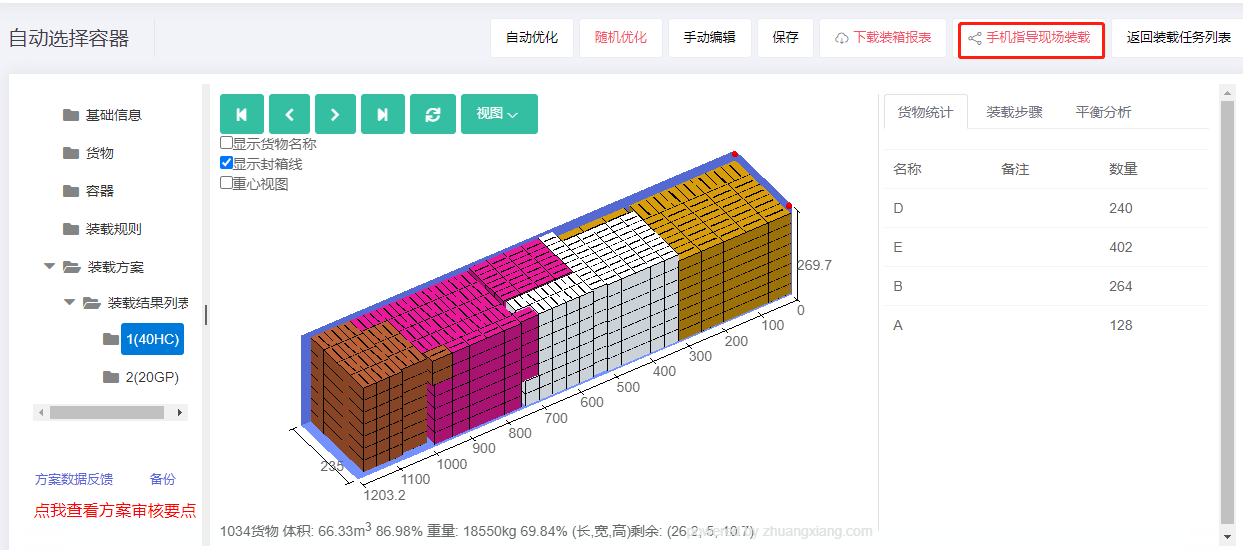 自动选择容器
自动优化 随机优化 手动编辑 保存 下载装箱报表 手机指导现场装载 返回装载任务列表
基础信息
货物
容器
装载规则
装载方案
装载结果列表
1(40HC)
2(20GP)
方案数据反馈 备份
点我查看方案审核要点
视图
显示货物名称
显示封箱线
重心视图
269.7
0
100
200
300
400
500
600
700
800
900
1000
1100
1203.2
235
1034货物 体积: 66.33m3 86.98% 重量: 18550kg 69.84% (长,宽,高)剩余: (26.2, 5, 10.7)
powered by zhuangxiang.com
货物统计 装载步骤 平衡分析
名称 备注 数量
D 240
E 402
B 264
A 128